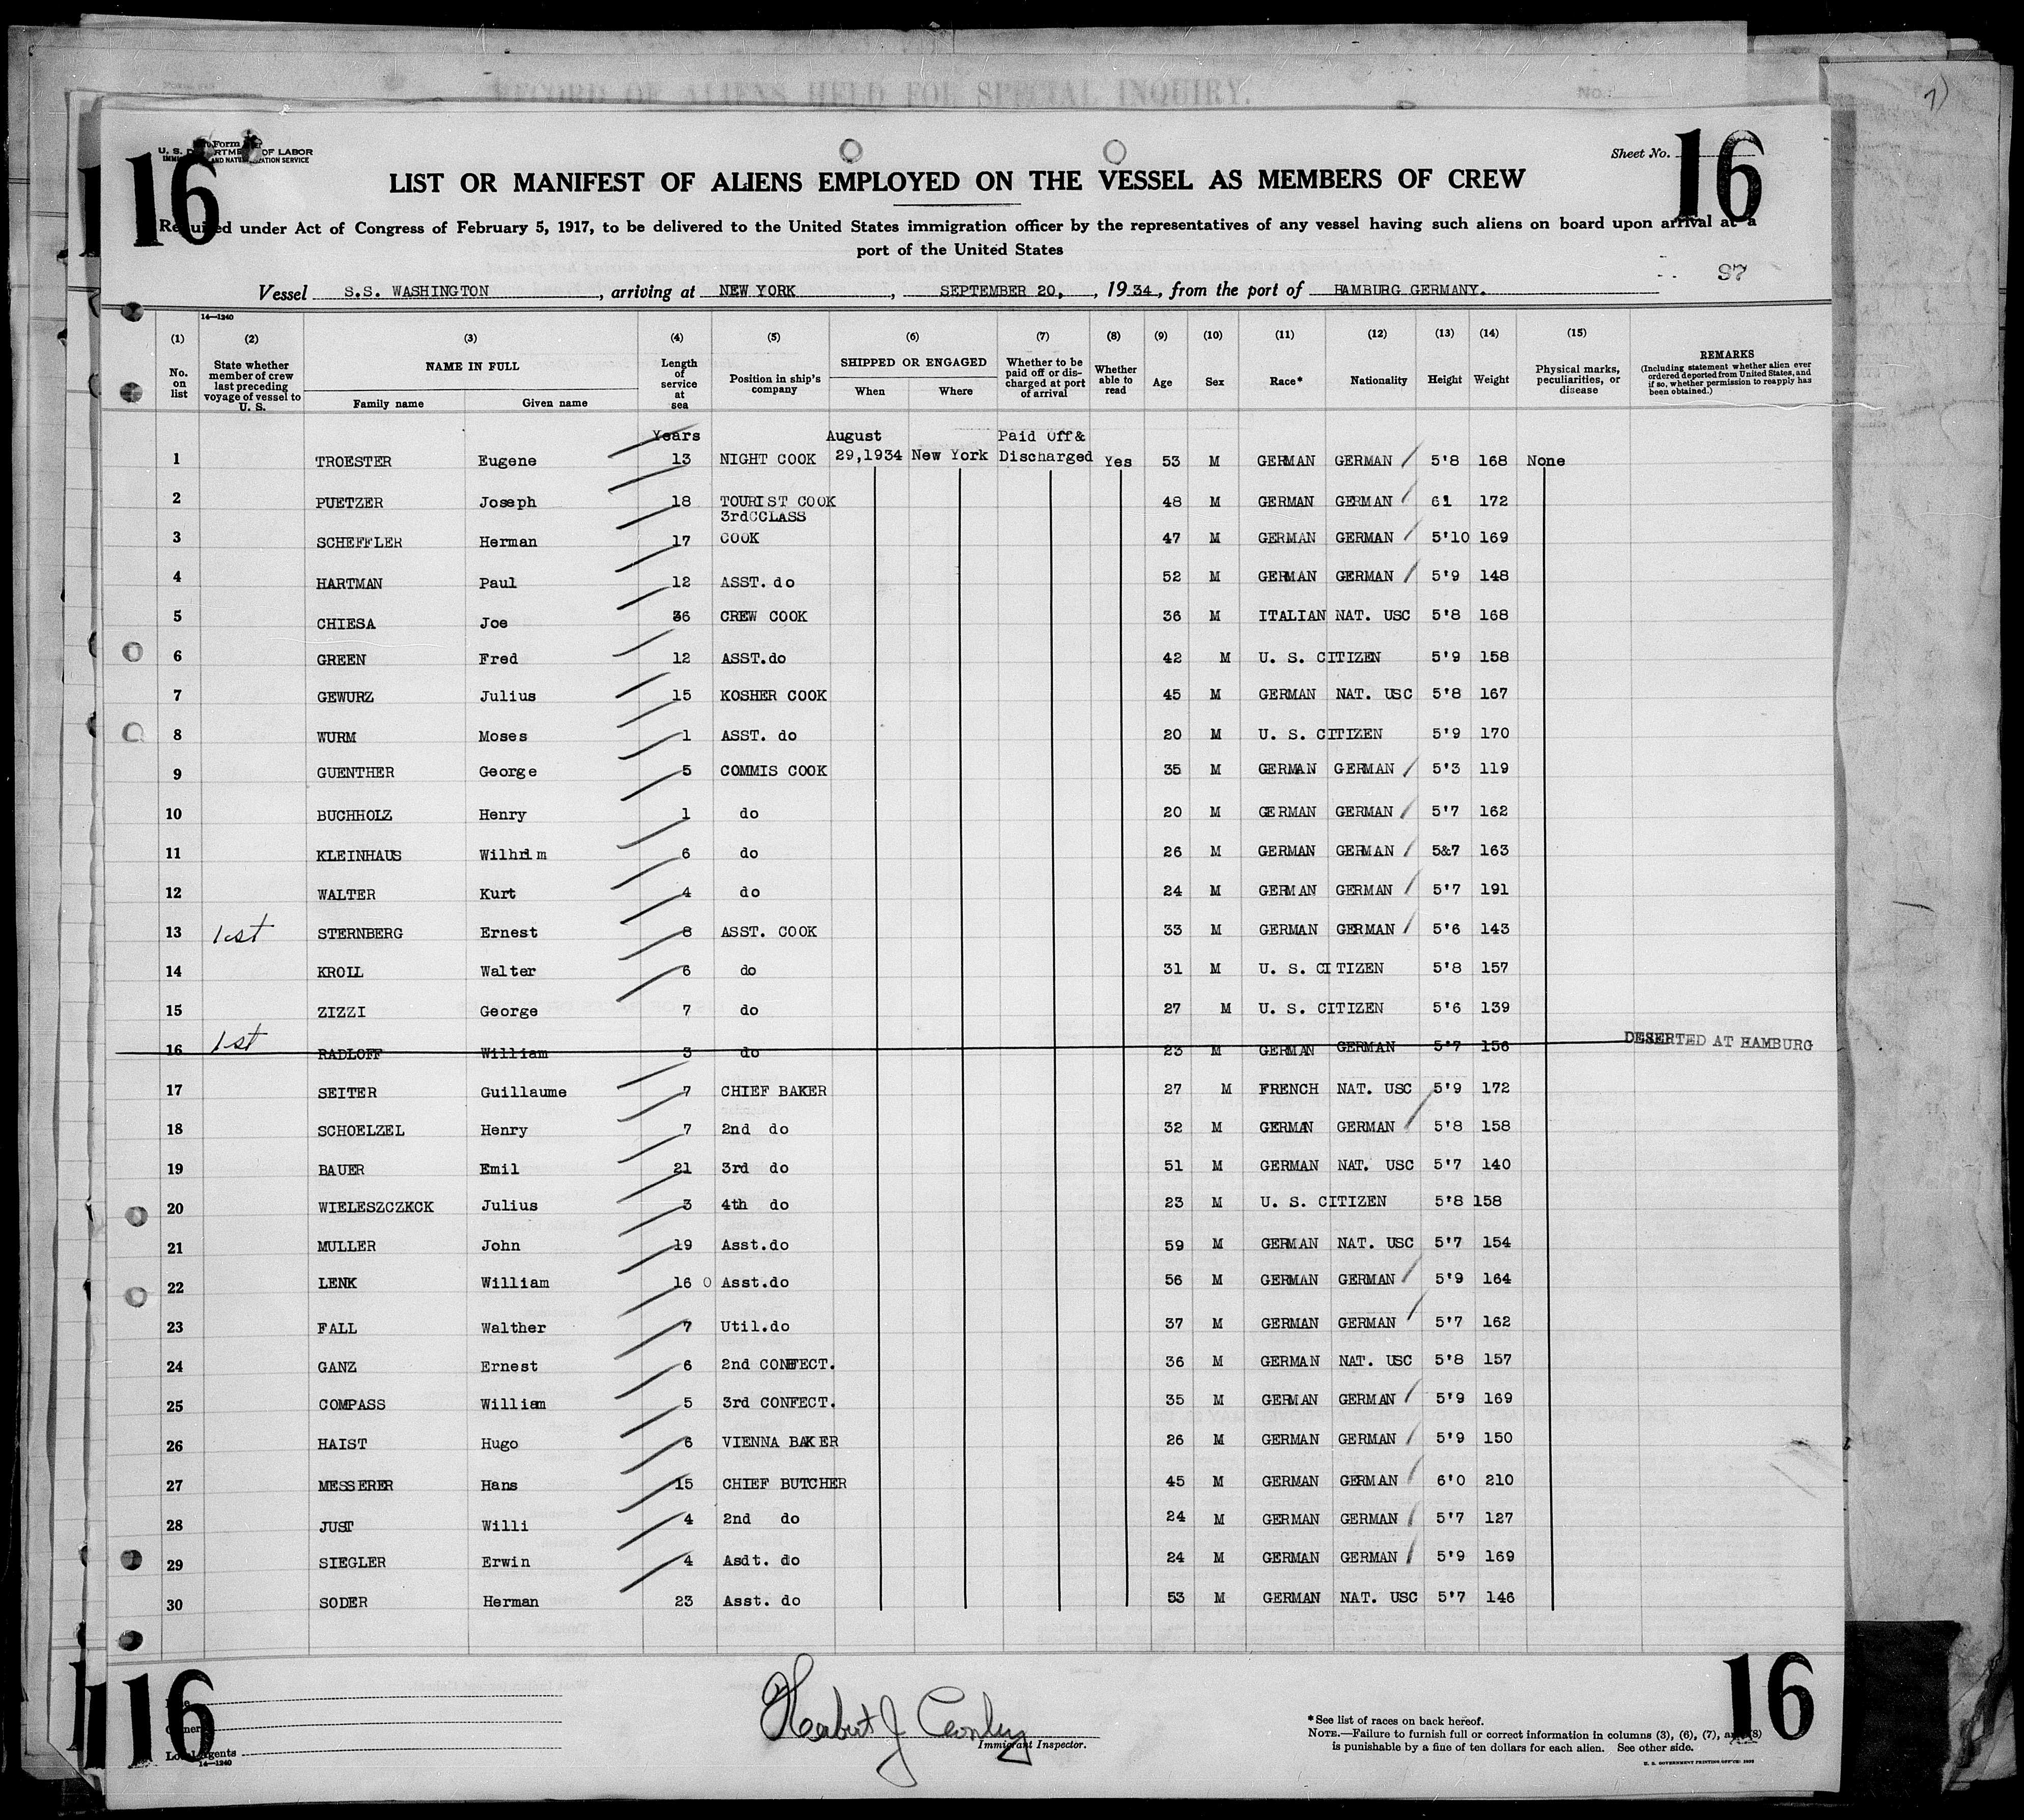 RECORD OF ALIENS HELD FOR SPECIAL INQUIRY.
No.
7)
Form
U. S. DEPARTMENT OF LABOR
IMMIGRATION AND NATURALIZATION SERVICE
16
Sheet No. 16
LIST OR MANIFEST OF ALIENS EMPLOYED ON THE VESSEL AS MEMBERS OF CREW
Required under Act of Congress of February 5, 1917, to be delivered to the United States immigration officer by the representatives of any vessel having such aliens on board upon arrival at a
port of the United States
87
Vessel S.S. WASHINGTON, arriving at NEW YORK, SEPTEMBER 20, , 1934, from the port of HAMBURG GERMANY.
14—1240
(1) (2) (3) (4) (5) (6) (7) (8) (9) (10) (11) (12) (13) (14) (15)
No. on list
State whether member of crew last preceding voyage of vessel to U. S.
NAME IN FULL
Family name Given name
Length of service at sea
Position in ship's company
SHIPPED OR ENGAGED
When Where
Whether to be paid off or discharged at port of arrival
Whether able to read
Age
Sex
Race*
Nationality
Height
Weight
Physical marks, peculiarities, or disease
REMARKS
(Including statement whether alien ever ordered deported from United States, and if so, whether permission to reapply has been obtained.)
Years August Paid Off&
1 TROESTER Eugene 13 NIGHT COOK 29,1934 New York Discharged Yes 53 M GERMAN GERMAN / 5'8 168 None
2 PUETZER Joseph 18 TOURIST COOK 48 M GERMAN GERMAN / 61 172
3rdCCLASS
3 SCHEFFLER Herman 17 COOK 47 M GERMAN GERMAN / 5'10 169
4 HARTMAN Paul 12 ASST. do 52 M GERMAN GERMAN / 5'9 148
5 CHIESA Joe 36 CREW COOK 36 M ITALIAN NAT. USC 5'8 168
6 GREEN Fred 12 ASST.do 42 M U. S. CITIZEN 5'9 158
7 GEWURZ Julius 15 KOSHER COOK 45 M GERMAN NAT. USC 5'8 167
8 WURM Moses 1 ASST. do 20 M U. S. CITIZEN 5'9 170
9 GUENTHER George 5 COMMIS COOK 35 M GERMAN GERMAN / 5'3 119
10 BUCHHOLZ Henry 1 do 20 M GERMAN GERMAN / 5'7 162
11 KLEINHAUS Wilhelm 6 do 26 M GERMAN GERMAN / 5&7 163
12 WALTER Kurt 4 do 24 M GERMAN GERMAN / 5'7 191
13 1st STERNBERG Ernest 8 ASST. COOK 33 M GERMAN GERMAN / 5'6 143
14 KROLL Walter 6 do 31 M U. S. CITIZEN 5'8 157
15 ZIZZI George 7 do 27 M U. S. CITIZEN 5'6 139
16 1st RADLOFF William 3 do 23 M GERMAN GERMAN 5'7 156 DESERTED AT HAMBURG
17 SEITER Guillaume 7 CHIEF BAKER 27 M FRENCH NAT. USC 5'9 172
18 SCHOELZEL Henry 7 2nd do 32 M GERMAN GERMAN / 5'8 158
19 BAUER Emil 21 3rd do 51 M GERMAN NAT. USC 5'7 140
20 WIELESZCZKCK Julius 3 4th do 23 M U. S. CITIZEN 5'8 158
21 MULLER John 19 Asst.do 59 M GERMAN NAT. USC 5'7 154
22 LENK William 16 0 Asst.do 56 M GERMAN GERMAN / 5'9 164
23 FALL Walther 7 Util.do 37 M GERMAN GERMAN / 5'7 162
24 GANZ Ernest 6 2nd CONFECT. 36 M GERMAN NAT. USC 5'8 157
25 COMPASS William 5 3rd CONFECT. 35 M GERMAN GERMAN / 5'9 169
26 HAIST Hugo 6 VIENNA BAKER 26 M GERMAN GERMAN / 5'9 150
27 MESSERER Hans 15 CHIEF BUTCHER 45 M GERMAN GERMAN / 6'0 210
28 JUST Willi 4 2nd do 24 M GERMAN GERMAN / 5'7 127
29 SIEGLER Erwin 4 Asdt. do 24 M GERMAN GERMAN / 5'9 169
30 SODER Herman 23 Asst. do 53 M GERMAN NAT. USC 5'7 146
16
16
Owners
Local agents
14—1240
Herbert J
Immigrant Inspector.
*See list of races on back hereof.
NOTE.—Failure to furnish full or correct information in columns (3), (6), (7), and (8)
is punishable by a fine of ten dollars for each alien. See other side.
U. S. GOVERNMENT PRINTING OFFICE: